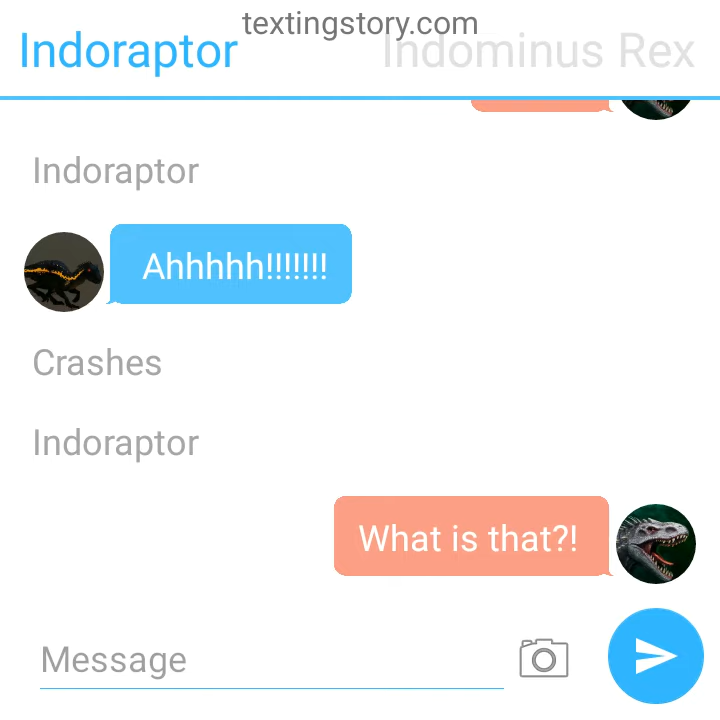 textingstory.com
Indoraptor Indominus Rex
Indoraptor
Ahhhhh!!!!!!!
Crashes
Indoraptor
What is that?!
Message